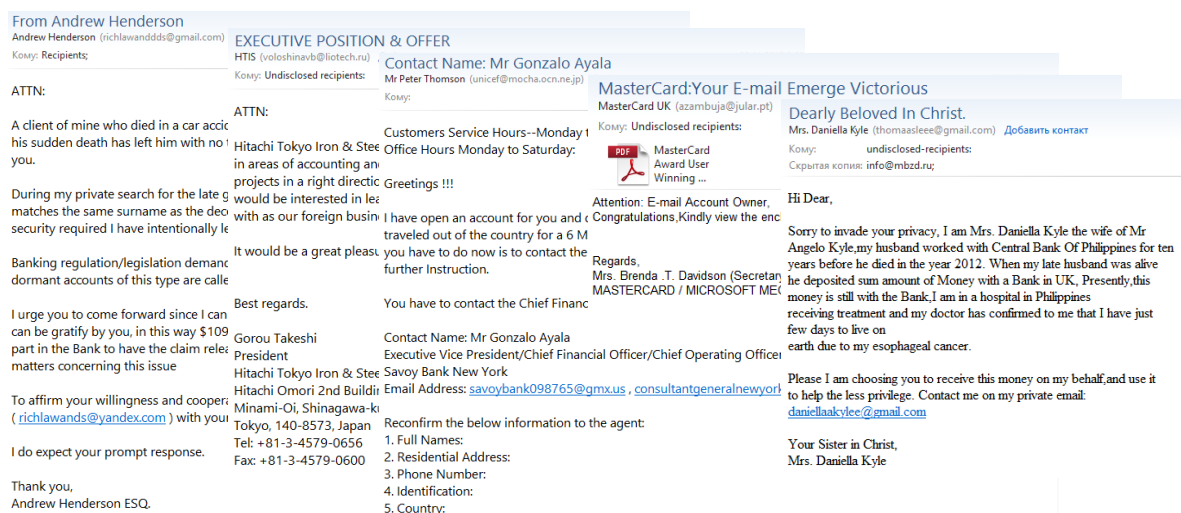 From Andrew Henderson
Andrew Henderson (richlawanddds@gmail.com)
Кому: Recipients;
ATTN:
A client of mine who died in a car
his sudden death has left him with no
you.
During my private search for the late
matches the same surname as the
security required I have intentionally
Banking regulation/legislation
dormant accounts of this type are
I urge you to come forward since I can
can be gratify by you, in this way $109
part in the Bank to have the claim
matters concerning this issue
To affirm your willingness and
( richlawands@yandex.com ) with your
I do expect your prompt response.
Thank you,
Andrew Henderson ESQ.
EXECUTIVE POSITION & OFFER
HTIS (voloshinavb@liotech.ru)
Кому: Undisclosed recipients:
ATTN:
Hitachi Tokyo Iron &
in areas of accounting
projects in a right
would be interested in
with as our foreign
It would be a great
Best regards.
Gorou Takeshi
President
Hitachi Tokyo Iron &
Hitachi Omori 2nd
Minami-Oi,
Tokyo, 140-8573, Japan
Tel: +81-3-4579-0656
Fax: +81-3-4579-0600
Contact Name: Mr Gonzalo Ayala
Mr Peter Thomson (unicef@mocha.ocn.ne.jp)
Кому:
Customers Service Hours--Monday
Office Hours Monday to Saturday:
Greetings !!!
I have open an account for you and
traveled out of the country for a 6 M
you have to do now is to contact the
further Instruction.
You have to contact the Chief
Contact Name: Mr Gonzalo Ayala
Executive Vice President/Chief Financial Officer/Chief Operating Officer
Savoy Bank New York
Email Address: savoybank098765@gmx.us , consultantgeneralnewyork
Reconfirm the below information to the agent:
1. Full Names:
2. Residential Address:
3. Phone Number:
4. Identification:
5. Country:
MasterCard:Your E-mail Emerge Victorious
MasterCard UK (azambuja@jular.pt)
Кому: Undisclosed recipients:
PDF
MasterCard
Award User
Winning ...
Attention: E-mail Account Owner,
Congratulations,Kindly view the
Regards,
Mrs. Brenda .T. Davidson (Secretary
MASTERCARD / MICROSOFT
Dearly Beloved In Christ.
Mrs. Daniella Kyle (thomaasleee@gmail.com) Добавить контакт
Кому: undisclosed-recipients:
Скрытая копия: info@mbzd.ru;
Hi Dear,
Sorry to invade your privacy, I am Mrs. Daniella Kyle the wife of Mr
Angelo Kyle,my husband worked with Central Bank Of Philippines for ten
years before he died in the year 2012. When my late husband was alive
he deposited sum amount of Money with a Bank in UK, Presently,this
money is still with the Bank,I am in a hospital in Philippines
receiving treatment and my doctor has confirmed to me that I have just
few days to live on
earth due to my esophageal cancer.
Please I am choosing you to receive this money on my behalf,and use it
to help the less privilege. Contact me on my private email:
daniellaakylee@gmail.com
Your Sister in Christ,
Mrs. Daniella Kyle